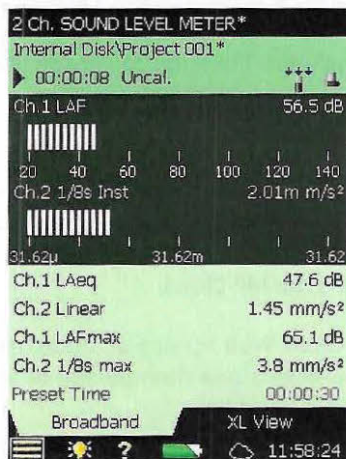 2 Ch. SOUND LEVEL METER*
Internal Disk\Project 001*
00:00:08 Uncal.
Ch.1 LAF 56.5 dB
20 40 60 80 100 120 140
Ch.2 1/8s Inst 2.01m m/s²
31.62µ 31.62m 31.62
Ch.1 LAeq 47.6 dB
Ch.2 Linear 1.45 mm/s²
Ch.1 LAFmax 65.1 dB
Ch.2 1/8s max 3.8 mm/s²
Preset Time 00:00:30
Broadband XL View
? 11:58:24